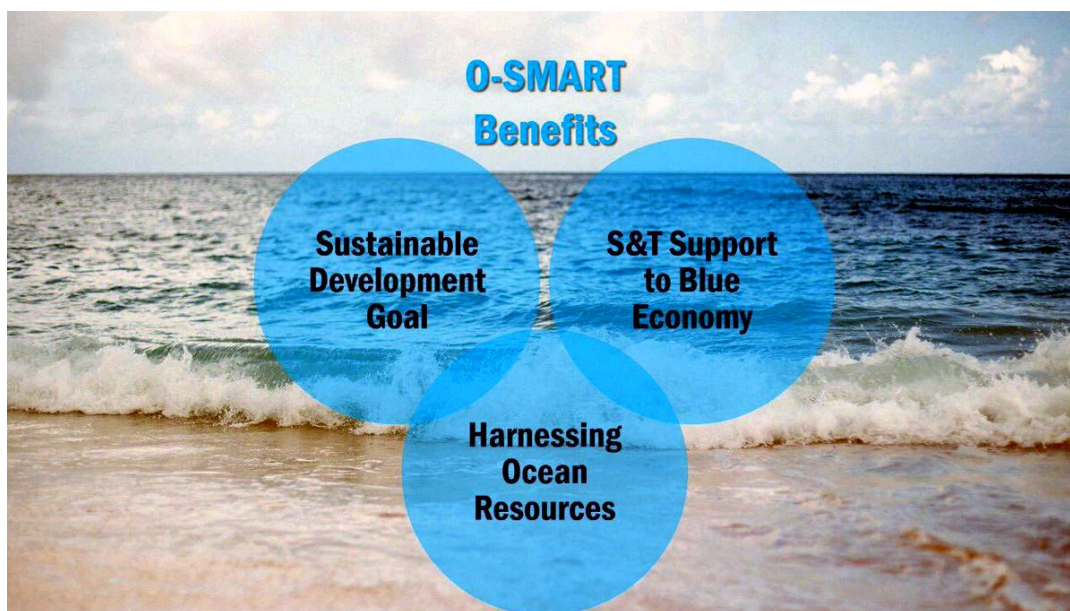 O-SMART
Benefits
Sustainable
Development
Goal
S&T Support
to Blue
Economy
Harnessing
Ocean
Resources